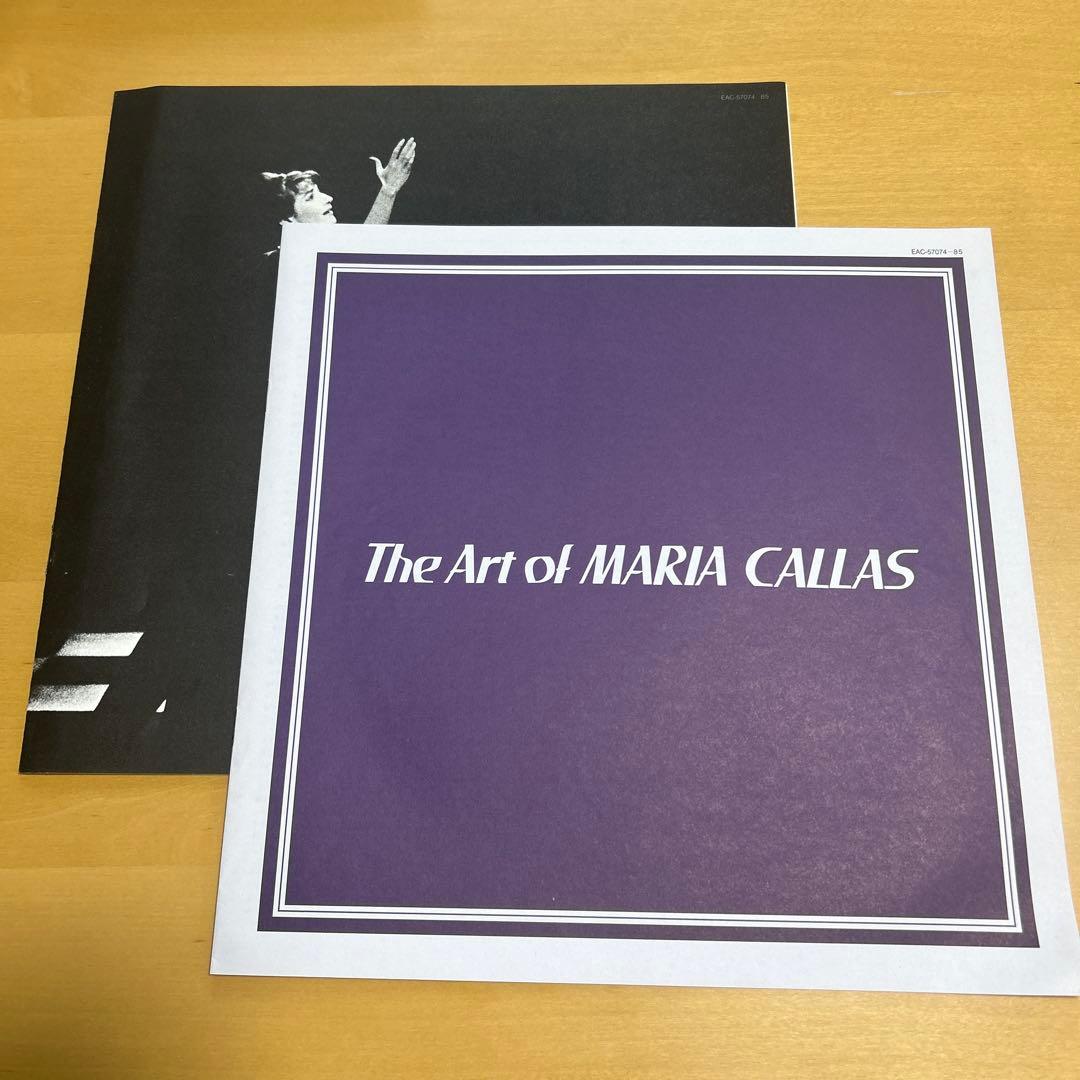 EAC-57074 85
EAC-57074-85
The Art of MARIA CALLAS